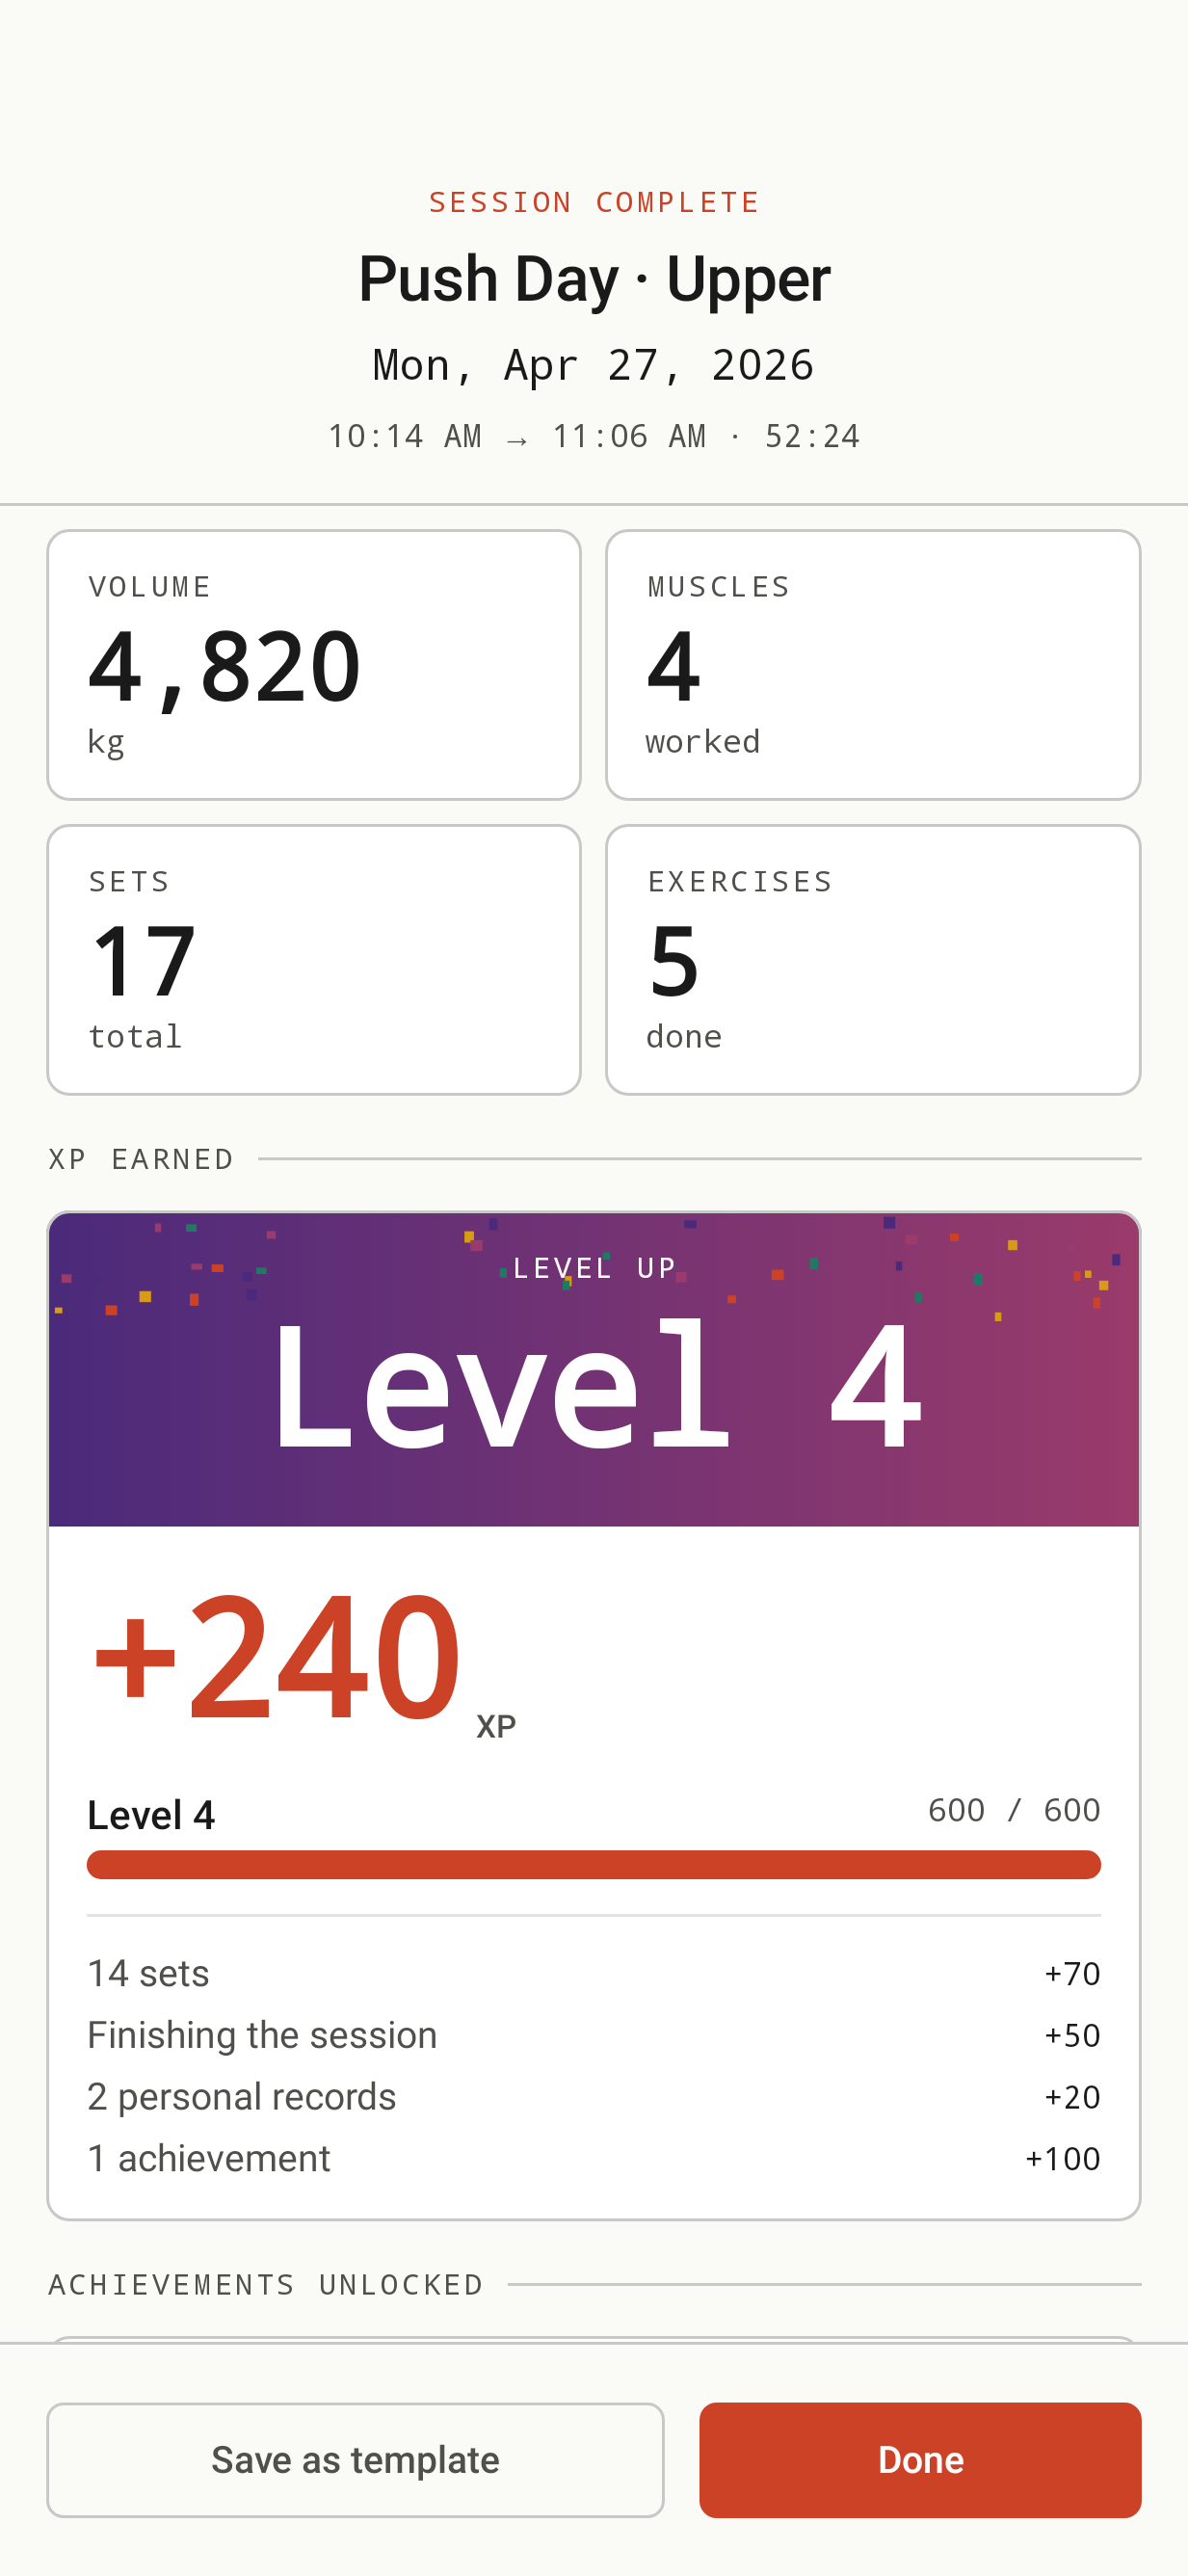 SESSION COMPLETE
Push Day · Upper
Mon, Apr 27, 2026
10:14 AM → 11:06 AM · 52:24
VOLUME
4,820
kg
MUSCLES
4
worked
SETS
17
total
EXERCISES
5
done
XP EARNED
LEVEL UP
Level 4
+240 XP
Level 4 600 / 600
14 sets +70
Finishing the session +50
2 personal records +20
1 achievement +100
ACHIEVEMENTS UNLOCKED
Save as template Done